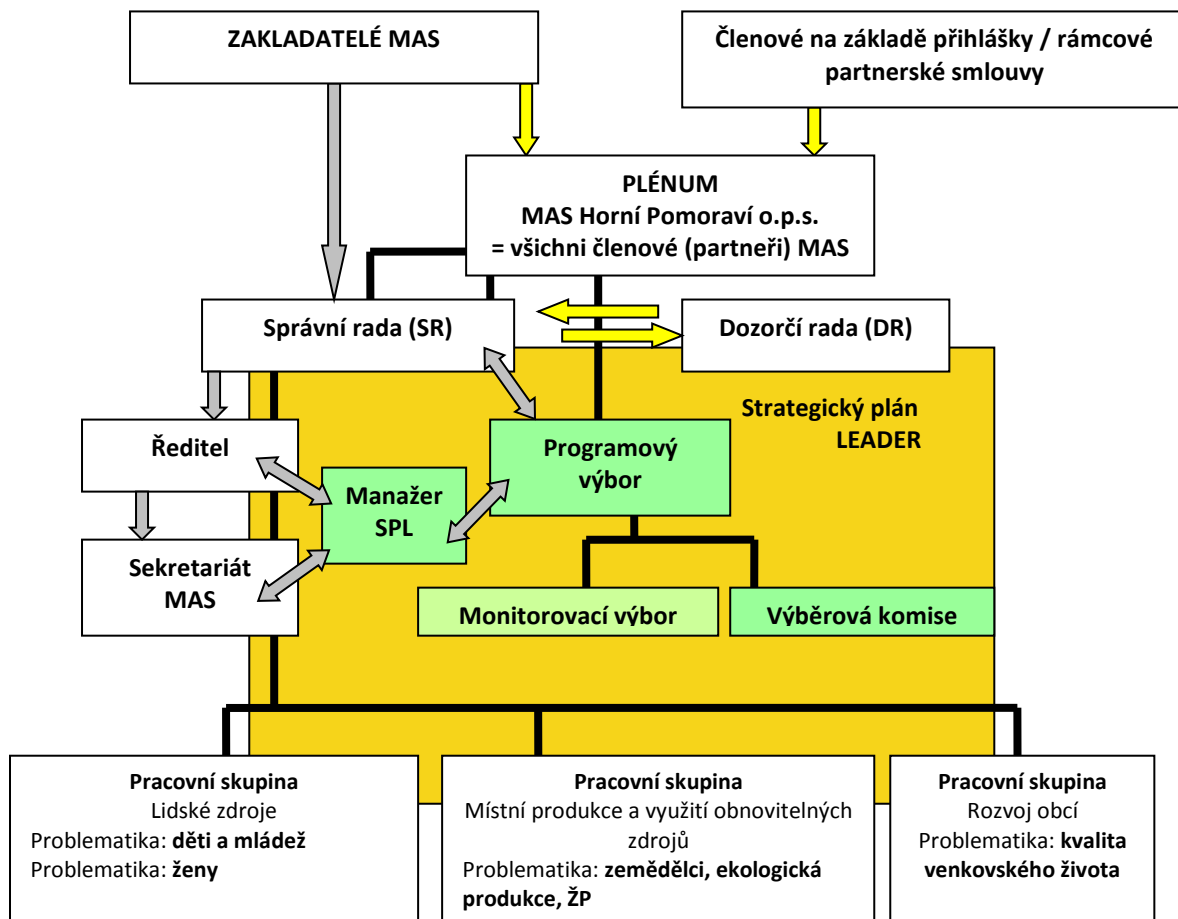 ZAKLADATELÉ MAS
Členové na základě přihlášky / rámcové
partnerské smlouvy
PLÉNUM
MAS Horní Pomoraví o.p.s.
= všichni členové (partneři) MAS
Správní rada (SR)
Dozorčí rada (DR)
Strategický plán
LEADER
Ředitel
Programový
výbor
Manažer
SPL
Sekretariát
MAS
Monitorovací výbor
Výběrová komise
Pracovní skupina
Lidské zdroje
Problematika: děti a mládež
Problematika: ženy
Pracovní skupina
Místní produkce a využití obnovitelných
zdrojů
Problematika: zemědělci, ekologická
produkce, ŽP
Pracovní skupina
Rozvoj obcí
Problematika: kvalita
venkovského života